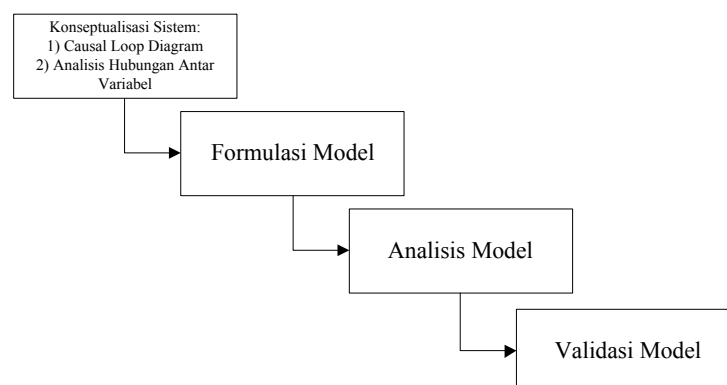 Konseptualisasi Sistem:
1) Causal Loop Diagram
2) Analisis Hubungan Antar
Variabel
Formulasi Model
Analisis Model
Validasi Model